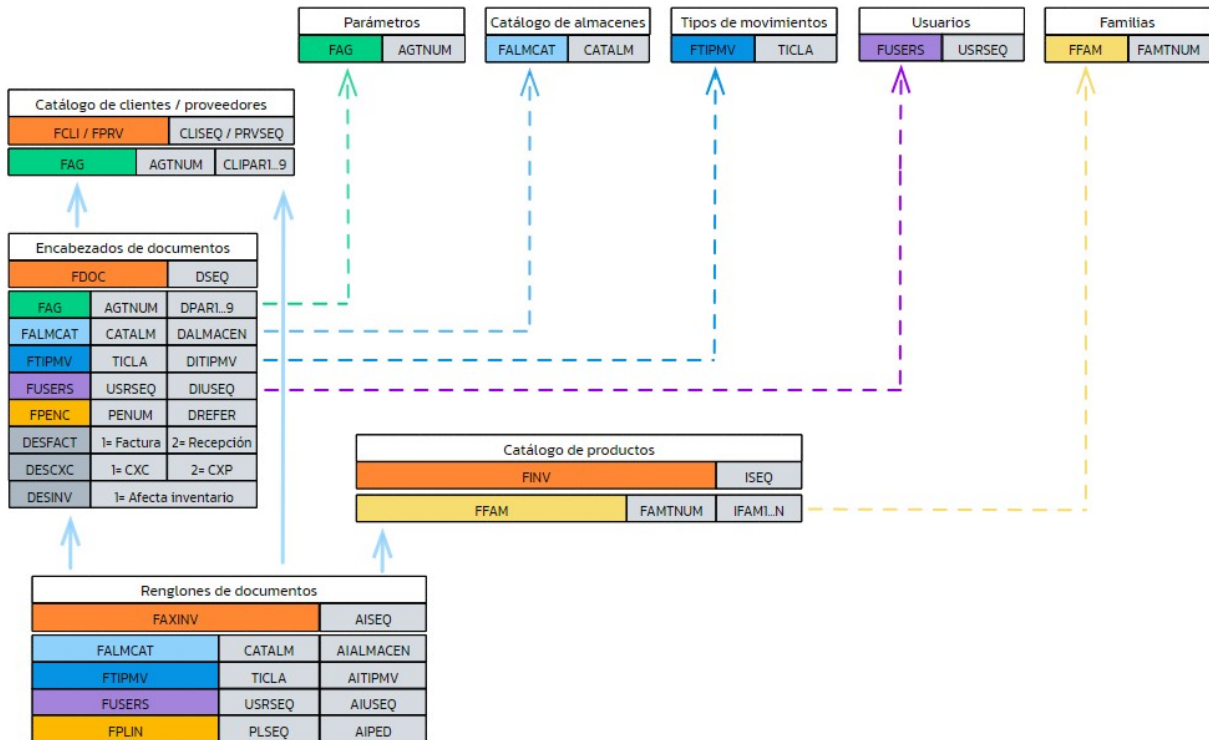 Parámetros
FAG AGTNUM
Catálogo de almacenes
FALMCAT CATALM
Tipos de movimientos
FTIPMV TICLA
Usuarios
FUSERS USRSEQ
Familias
FFAM FAMTNUM
Catálogo de clientes / proveedores
FCLI / FPRV CLISEQ / PRVSEQ
FAG AGTNUM CLIPAR1...9
Encabezados de documentos
FDOC DSEQ
FAG AGTNUM DPAR1...9
FALMCAT CATALM DALMACEN
FTIPMV TICLA DITIPMV
FUSERS USRSEQ DIUSEQ
FPENC PENUM DREFER
DESFACT 1= Factura 2= Recepción
DESCXC 1= CXC 2= CXP
DESINV 1= Afecta inventario
Catálogo de productos
FINV ISEQ
FFAM FAMTNUM IFAM1...N
Renglones de documentos
FAXINV AISEQ
FALMCAT CATALM AIALMACEN
FTIPMV TICLA AITIPMV
FUSERS USRSEQ AIUSEQ
FPLIN PLSEQ AIPED